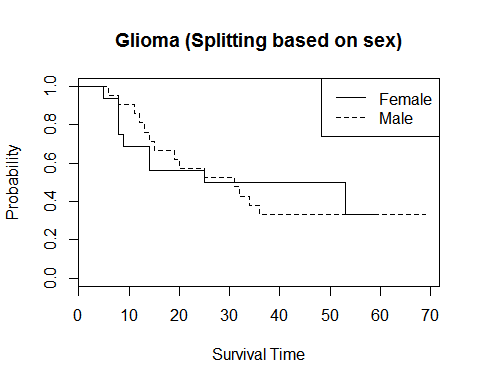 Glioma (Splitting based on sex)
Female
Male
Probability
1.0
0.8
0.6
0.4
0.2
0.0
0 10 20 30 40 50 60 70
Survival Time